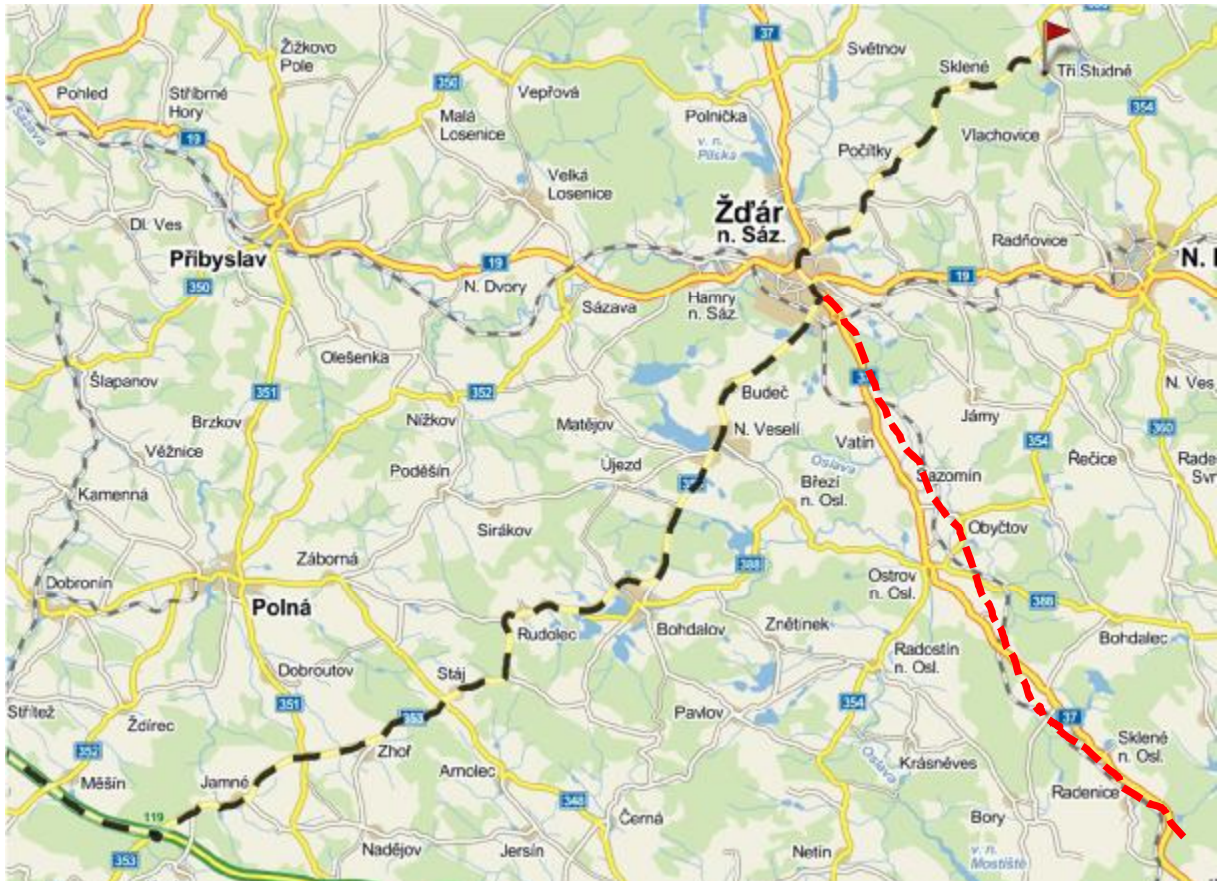 37
350
Světnov
Žižkovo
Pole
Sklené
Tři Studně
Pohled
Stříbrné
Hory
Vepřová
354
Malá
Losenice
Polnička
Vlachovice
Sázava
19
v. n.
Pilská
Počítky
Velká
Losenice
Dl. Ves
Žďár
n. Sáz.
Radňovice
Přibyslav
19
N. Dvory
19
350
Sázava
Hamry
n. Sáz.
Olešenka
Šlapanov
351
352
Budeč
N. Ves
Brzkov
Nížkov
Jámy
Matějov
N. Veselí
Vatín
354
360
Věžnice
Poděšín
Újezd
Oslava
Řečice
Kamenná
Březí
n. Osl.
Sazomín
Sirákov
Obyčtov
Záborná
388
Dobronín
Ostrov
n. Osl.
Polná
388
Rudolec
Bohdalov
Znětínek
Bohdalec
Dobroutov
Stáj
Radostín
n. Osl.
Střítež
Ždírec
351
353
Pavlov
354
37
352
Zhoř
Sklené
n. Osl.
Měšín
Jamné
Arnolec
Oslava
Krásněves
348
Radenice
119
Černá
Bory
353
Nadějov
Jersín
Netín
v. n.
Mostiště